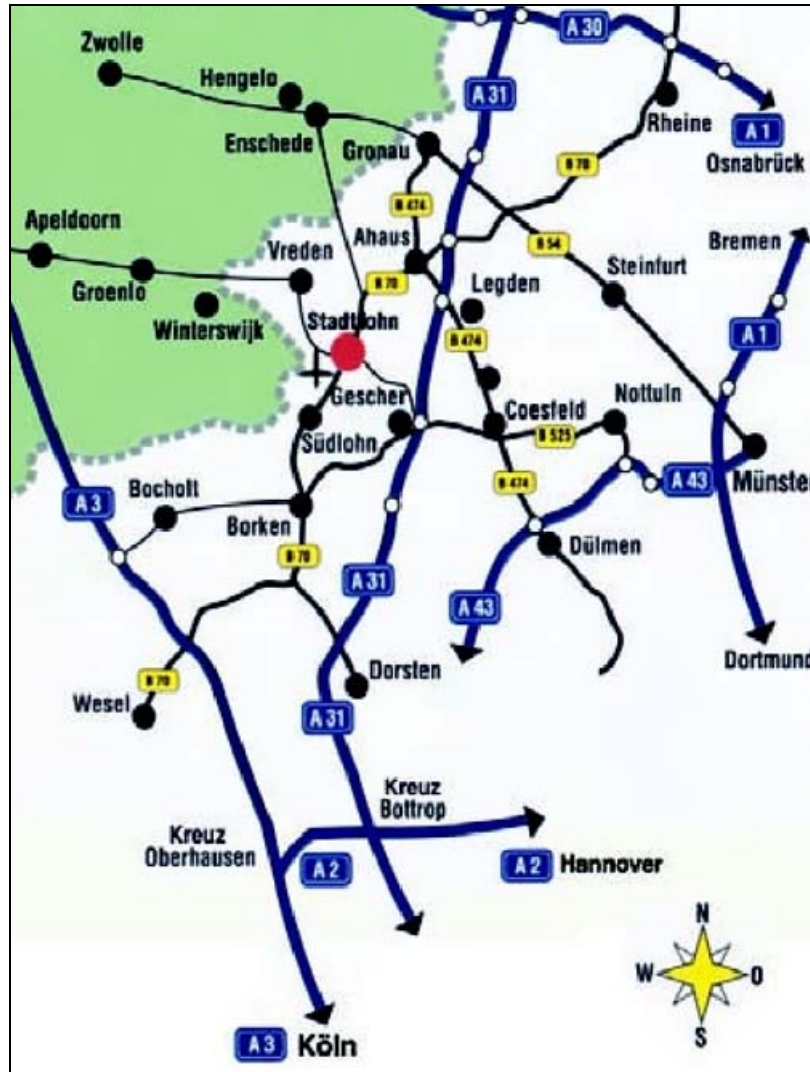 Zwolle
Hengelo
Enschede
Gronau
A 30
A 31
Rheine
A 1
Osnabrück
B 70
B 474
Ahaus
B 54
Apeldoorn
Groenlo
Vreden
Winterswijk
Stadtlohn
B 70
Legden
Steinfurt
Bremen
A 1
B 474
Gescher
Südlohn
Coesfeld
Nottuln
B 525
B 474
A 43
Münster
A 3
Bocholt
Borken
B 70
A 31
Dülmen
A 43
Dortmund
B 70
Wesel
Dorsten
A 31
Kreuz
Bottrop
Kreuz
Oberhausen
A 2
A 2 Hannover
N
W O
S
A 3 Köln